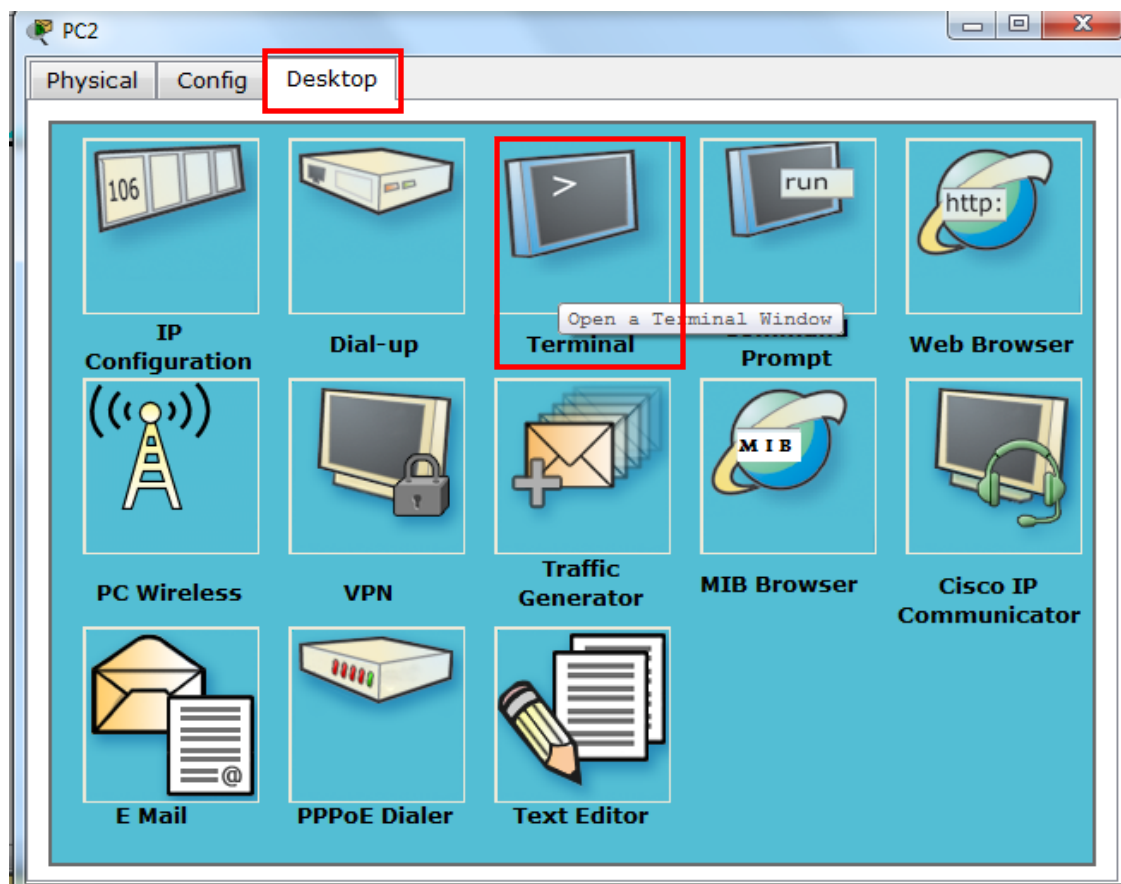 PC2
Physical Config Desktop
106
>
run
http:
Open a Terminal Window
IP
Configuration
Dial-up
Terminal
Command
Prompt
Web Browser
MIB
PC Wireless
VPN
Traffic
Generator
MIB Browser
Cisco IP
Communicator
@
E Mail
PPPoE Dialer
Text Editor